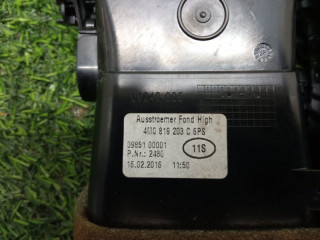 Ausstroemer Fond High
4M0 819 203 C 6PS
09851 00001
11S
P.Nr.: 2480
16.02.2016 11:50